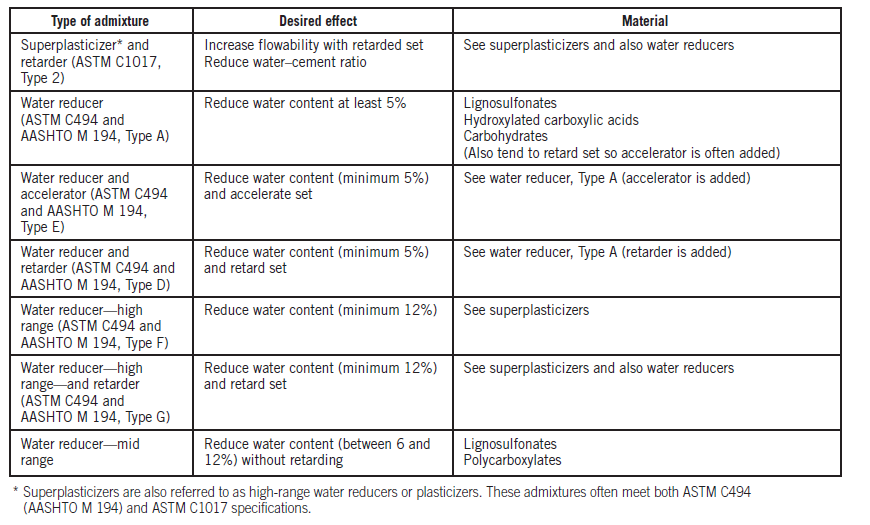 Type of admixture
Desired effect
Material
Superplasticizer* and
retarder (ASTM C1017,
Type 2)
Increase flowability with retarded set
Reduce water–cement ratio
See superplasticizers and also water reducers
Water reducer
(ASTM C494 and
AASHTO M 194, Type A)
Reduce water content at least 5%
Lignosulfonates
Hydroxylated carboxylic acids
Carbohydrates
(Also tend to retard set so accelerator is often added)
Water reducer and
accelerator (ASTM C494
and AASHTO M 194,
Type E)
Reduce water content (minimum 5%)
and accelerate set
See water reducer, Type A (accelerator is added)
Water reducer and
retarder (ASTM C494 and
AASHTO M 194, Type D)
Reduce water content (minimum 5%)
and retard set
See water reducer, Type A (retarder is added)
Water reducer—high
range (ASTM C494 and
AASHTO M 194, Type F)
Reduce water content (minimum 12%)
See superplasticizers
Water reducer—high
range—and retarder
(ASTM C494 and
AASHTO M 194, Type G)
Reduce water content (minimum 12%)
and retard set
See superplasticizers and also water reducers
Water reducer—mid
range
Reduce water content (between 6 and
12%) without retarding
Lignosulfonates
Polycarboxylates
* Superplasticizers are also referred to as high-range water reducers or plasticizers. These admixtures often meet both ASTM C494
(AASHTO M 194) and ASTM C1017 specifications.